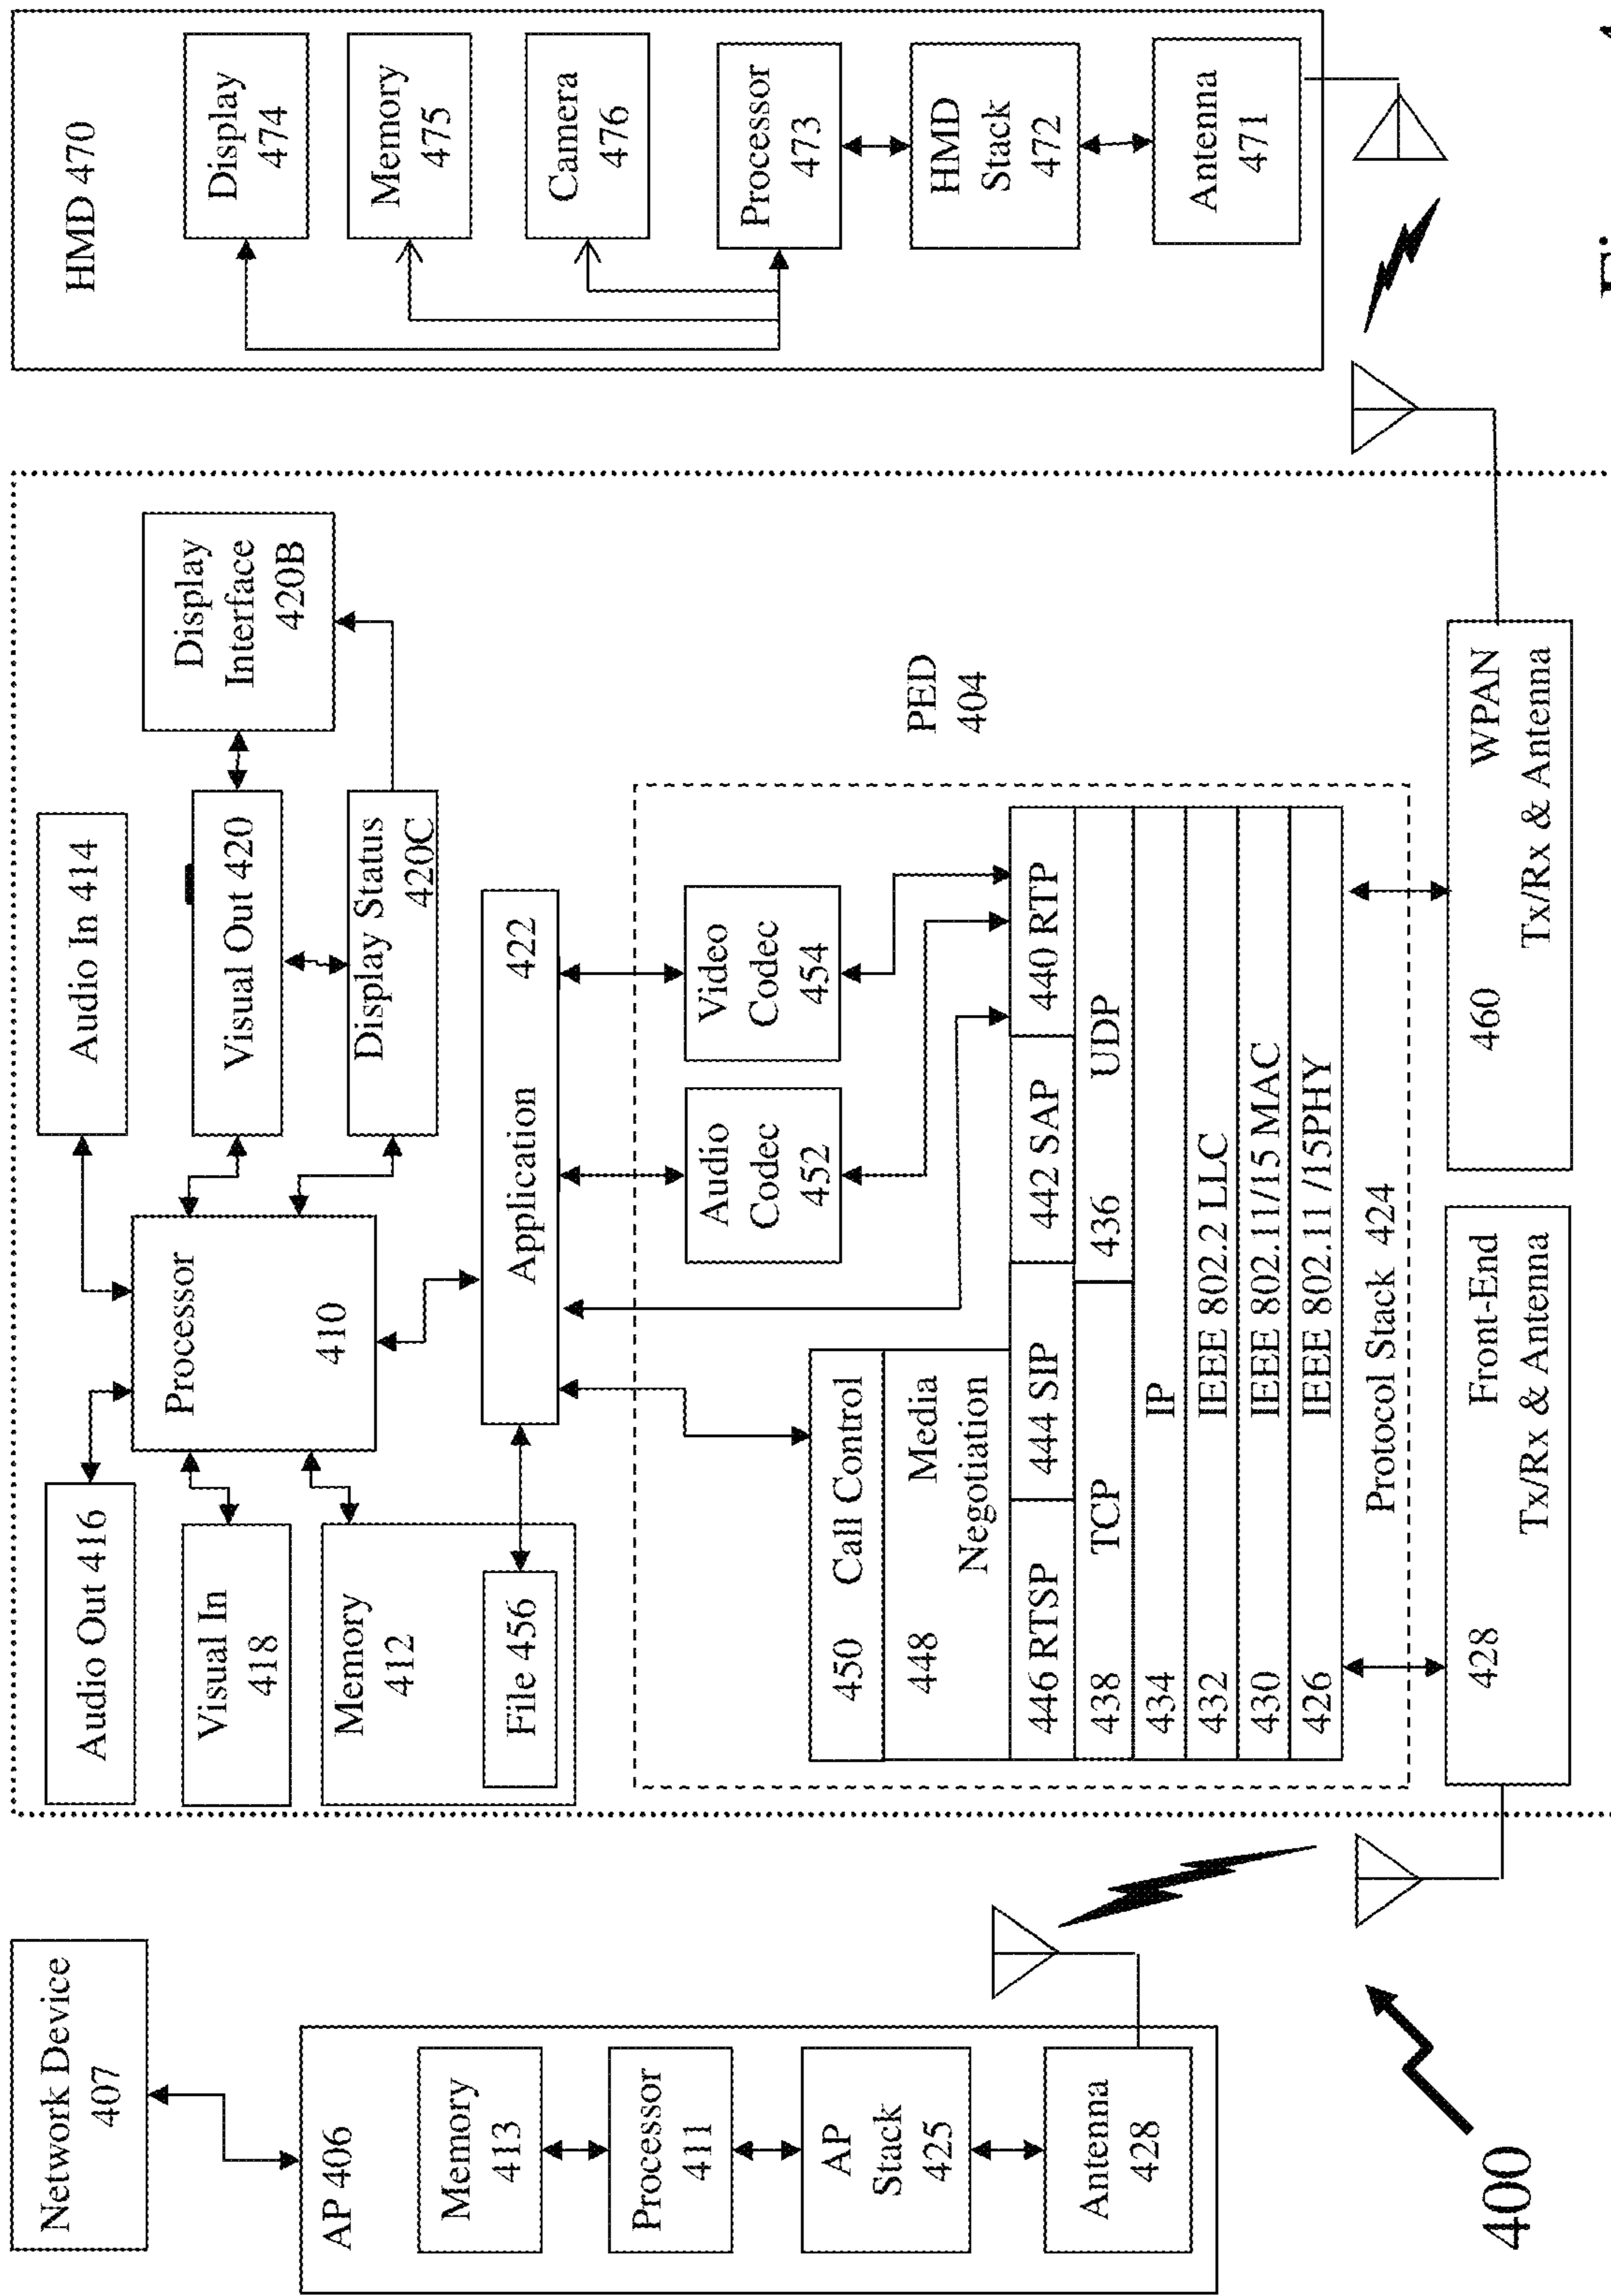 Network Device
407
AP 406
Memory
413
Processor
411
AP
Stack
425
Antenna
428
400
Audio Out 416
Visual In
418
Memory
412
File 456
Processor
410
Audio In 414
Visual Out 420
Display Status
420C
Display
Interface
420B
Application 422
PED
404
Audio
Codec
452
Video
Codec
454
450 Call Control
448 Media
Negotiation
446 RTSP
444 SIP
442 SAP
440 RTP
438 TCP
436 UDP
434 IP
432 IEEE 802.2 LLC
430 IEEE 802.11/15 MAC
426 IEEE 802.11 /15PHY
Protocol Stack 424
428 Front-End
Tx/Rx & Antenna
460 WPAN
Tx/Rx & Antenna
HMD 470
Display
474
Memory
475
Camera
476
Processor
473
HMD
Stack
472
Antenna
471